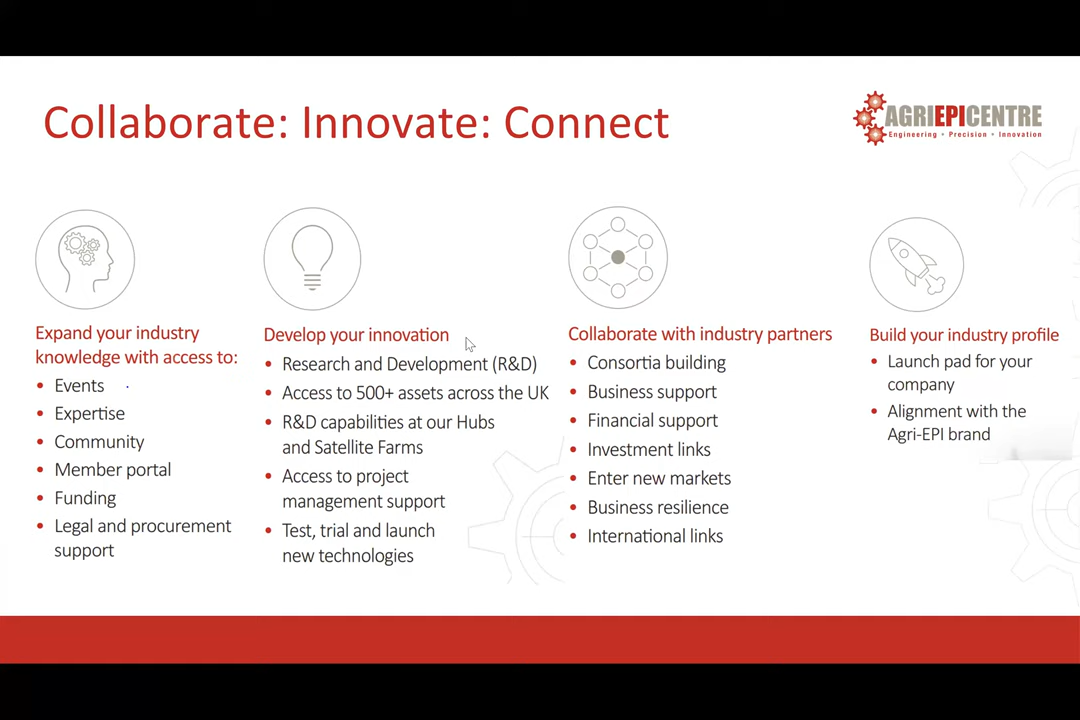 Collaborate: Innovate: Connect
AGRIEPICENTRE
Engineering • Precision • Innovation
Expand your industry
knowledge with access to:
• Events
• Expertise
• Community
• Member portal
• Funding
• Legal and procurement
support
Develop your innovation
• Research and Development (R&D)
• Access to 500+ assets across the UK
• R&D capabilities at our Hubs
and Satellite Farms
• Access to project
management support
• Test, trial and launch
new technologies
Collaborate with industry partners
• Consortia building
• Business support
• Financial support
• Investment links
• Enter new markets
• Business resilience
• International links
Build your industry profile
• Launch pad for your
company
• Alignment with the
Agri-EPI brand